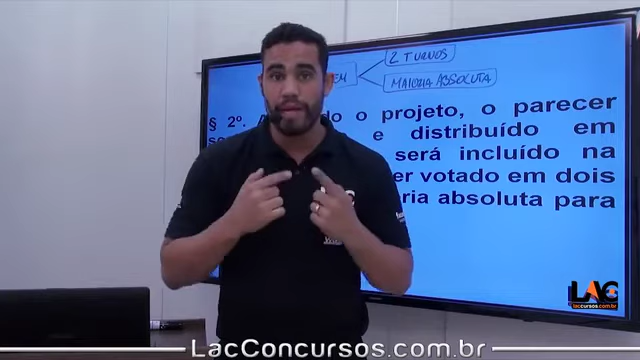 2 TURNOS
EM
MAIORIA ABSOLUTA
§ 2º. do o projeto, o parecer
e distribuído em
será incluído na
er votado em dois
ria absoluta para
LAC
laccursos.com.br
LacConcursos.com.br